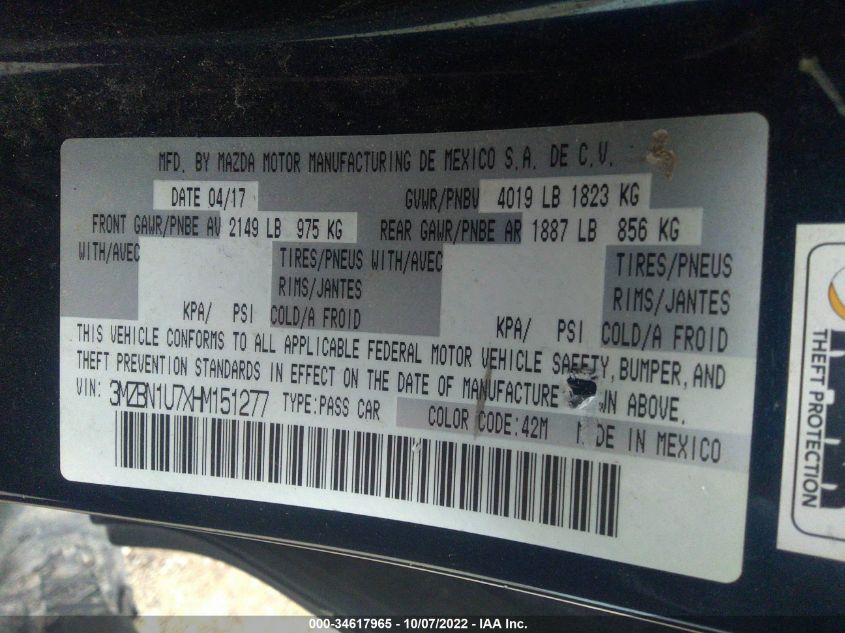 MFD. BY MAZDA MOTOR MANUFACTURING DE MEXICO S.A. DE C.V.
DATE 04/17 GVWR/PNBV 4019 LB 1823 KG
FRONT GAWR/PNBE AV 2149 LB 975 KG REAR GAWR/PNBE AR 1887 LB 856 KG
WITH/AVEC TIRES/PNEUS WITH/AVEC TIRES/PNEUS
RIMS/JANTES RIMS/JANTES
KPA/ PSI COLD/A FROID KPA/ PSI COLD/A FROID
THIS VEHICLE CONFORMS TO ALL APPLICABLE FEDERAL MOTOR VEHICLE SAFETY, BUMPER, AND
THEFT PREVENTION STANDARDS IN EFFECT ON THE DATE OF MANUFACTURE ABOVE.
VIN: 3MZBN1U7XHM151277 TYPE:PASS CAR COLOR CODE:42M IN MEXICO
THEFT PROTECTION
000-34617965 - 10/07/2022 - IAA Inc.